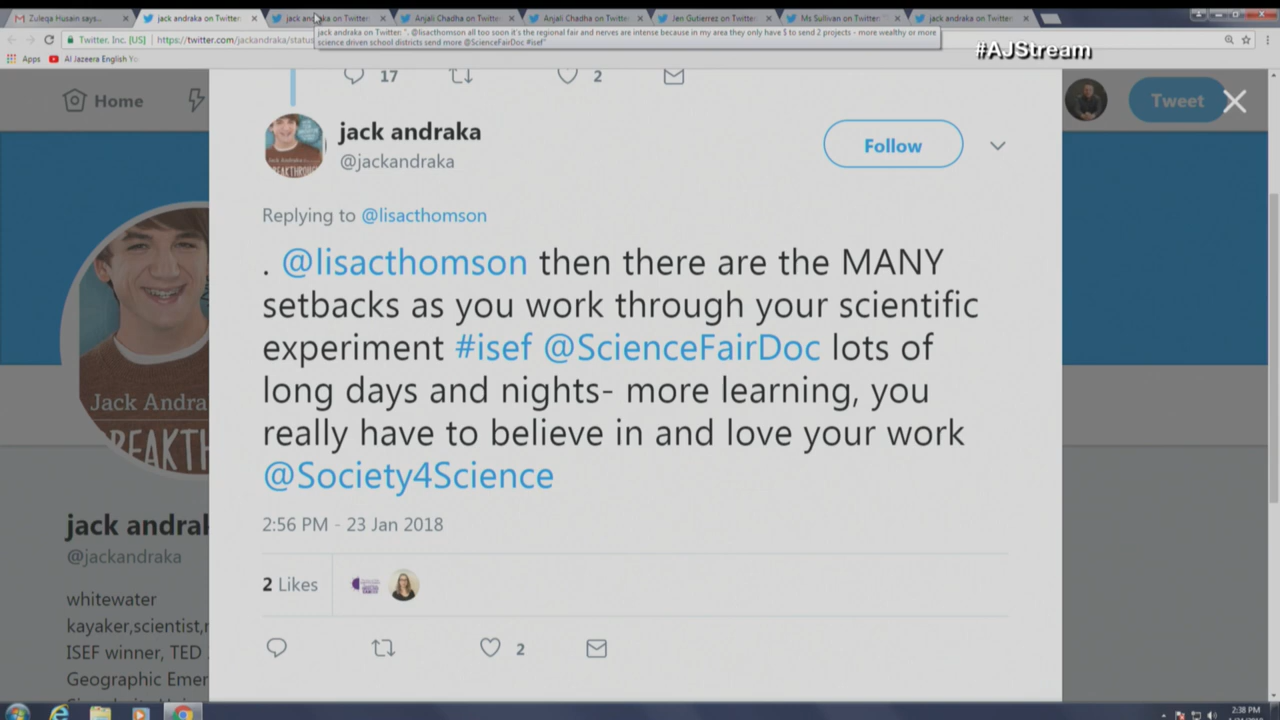 Zuleqa Husain says...
jack andraka on Twitter:
jack andraka on Twitter
Anjali Chadha on Twitter:
Anjali Chadha on Twitter:
Jen Gutierrez on Twitter:
Ms Sullivan on Twitter: "
jack andraka on Twitter
Twitter, Inc. [US]
https://twitter.com/jackandraka/status
jack andraka on Twitter: ". @lisacthomson all too soon it's the regional fair and nerves are intense because in my area they only have $ to send 2 projects - more wealthy or more
science driven school districts send more @ScienceFairDoc #isef"
#AJStream
Apps
Al Jazeera English
17
2
Home
Tweet
jack andraka
@jackandraka
Follow
Replying to @lisacthomson
. @lisacthomson then there are the MANY
setbacks as you work through your scientific
experiment #isef @ScienceFairDoc lots of
long days and nights- more learning, you
really have to believe in and love your work
@Society4Science
2:56 PM - 23 Jan 2018
2 Likes
2
Jack Andra
BREAKTH
jack andra
@jackandraka
whitewater
kayaker,scientist,
ISEF winner, TED
Geographic Emer
2:38 PM